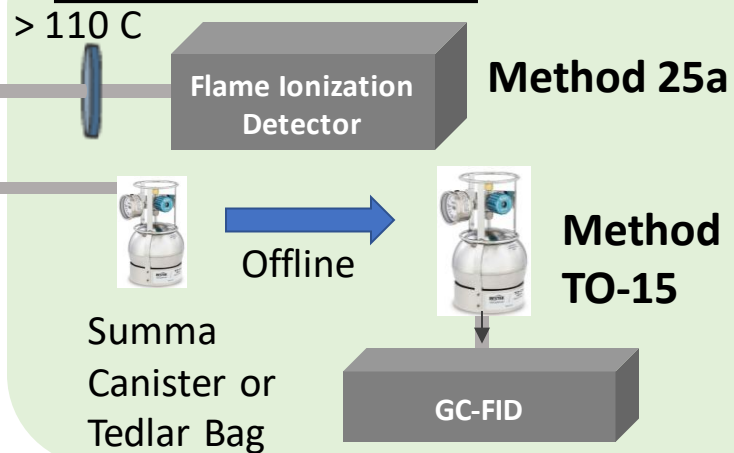 > 110 C
Flame Ionization
Detector
Method 25a
Offline
Method
TO-15
Summa
Canister or
Tedlar Bag
GC-FID